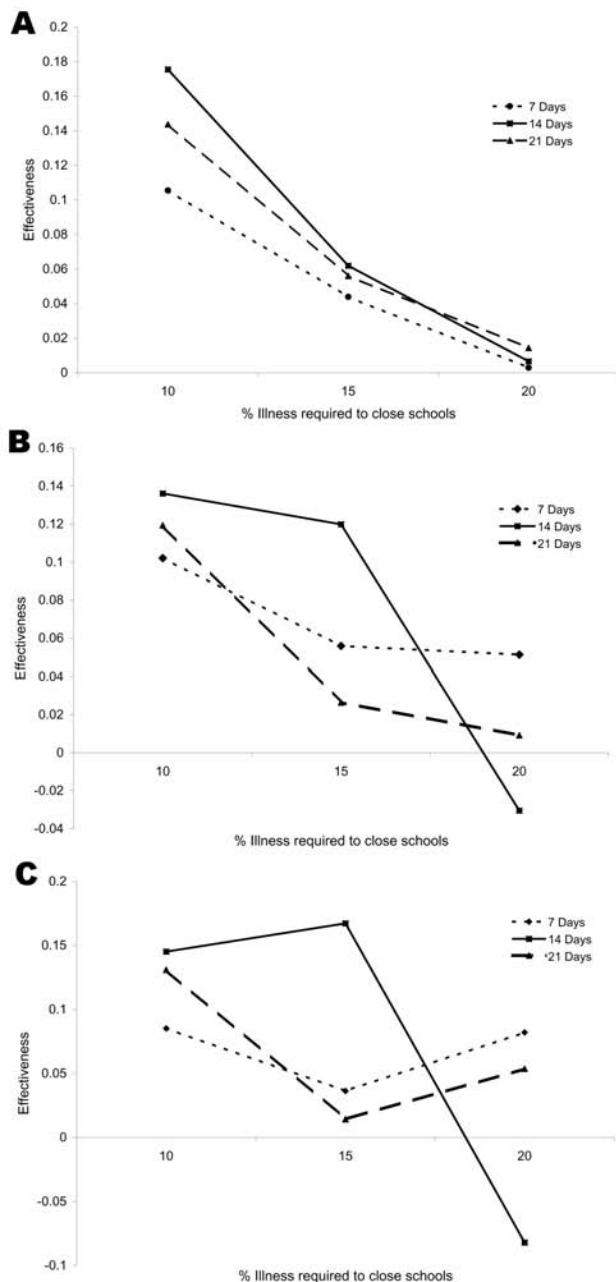 A
0.2
0.18
0.16
0.14
0.12
0.1
0.08
0.06
0.04
0.02
0
Effectiveness
7 Days
14 Days
21 Days
10 15 20
% Illness required to close schools
B
0.16
0.14
0.12
0.1
0.08
0.06
0.04
0.02
0
-0.02
-0.04
Effectiveness
7 Days
14 Days
21 Days
10 15 20
% Illness required to close schools
C
0.2
0.15
0.1
0.05
0
-0.05
-0.1
Effectiveness
7 Days
14 Days
21 Days
10 15 20
% Illness required to close schools